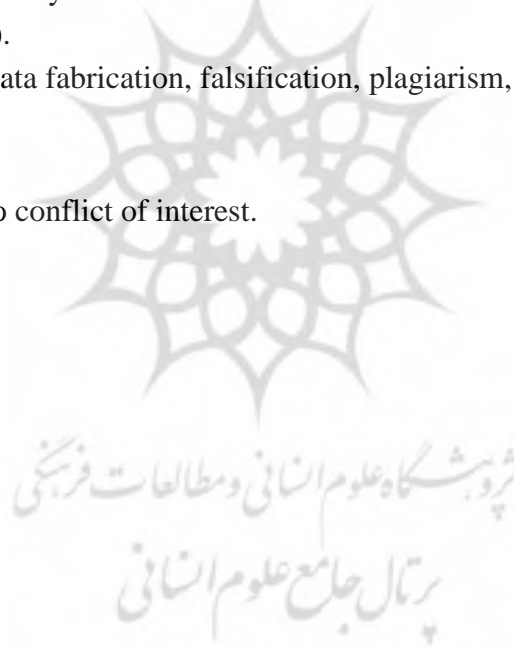 ).
ata fabrication, falsification, plagiarism,
o conflict of interest.
پژوهشگاه علوم انسانی و مطالعات فرهنگی
پرتال جامع علوم انسانی